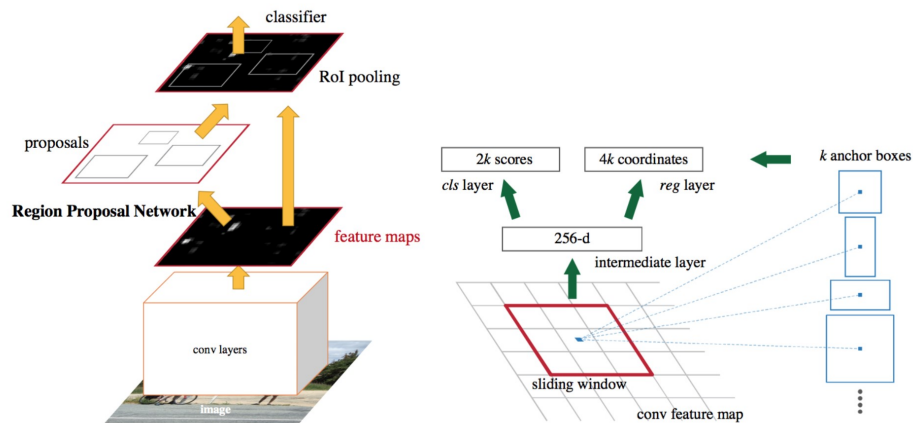 classifier
RoI pooling
proposals
Region Proposal Network
feature maps
conv layers
image
2k scores
4k coordinates
k anchor boxes
cls layer
reg layer
256-d
intermediate layer
sliding window
conv feature map